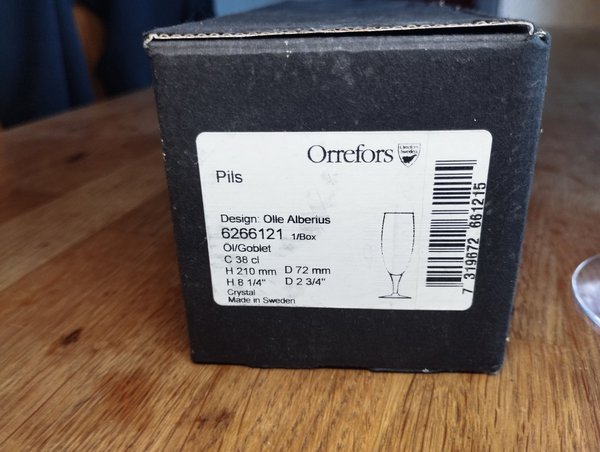 Orrefors
Pils
Design: Olle Alberius
6266121 1/Box
Öl/Goblet
C 38 cl
H 210 mm D 72 mm
H 8 1/4" D 2 3/4"
Crystal
Made in Sweden
7 319672 661215